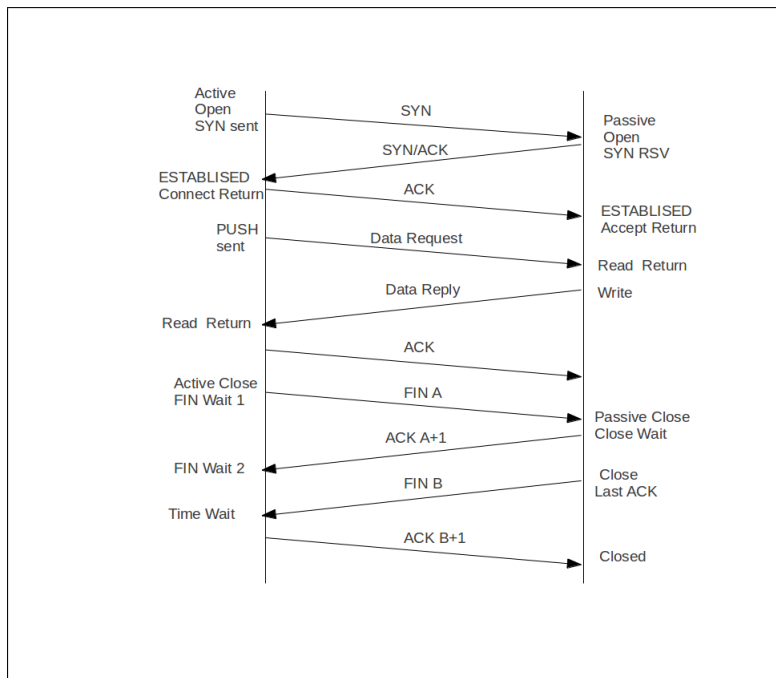 Active
Open
SYN sent
SYN
Passive
Open
SYN RSV
SYN/ACK
ESTABLISED
Connect Return
ACK
ESTABLISED
Accept Return
PUSH
sent
Data Request
Read Return
Data Reply
Write
Read Return
ACK
Active Close
FIN Wait 1
FIN A
Passive Close
Close Wait
ACK A+1
FIN Wait 2
FIN B
Close
Last ACK
Time Wait
ACK B+1
Closed